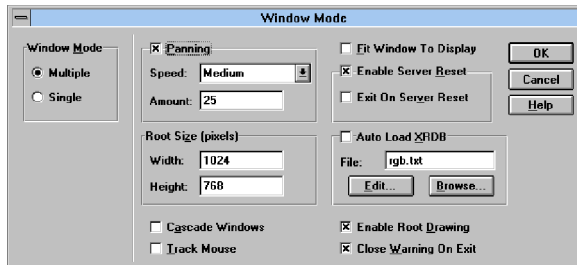 Window Mode
Window Mode
Multiple
Single
Panning
Speed: Medium
Amount: 25
Root Size (pixels)
Width: 1024
Height: 768
Cascade Windows
Track Mouse
Fit Window To Display
Enable Server Reset
Exit On Server Reset
Auto Load XRDB
File: rgb.txt
Edit... Browse...
Enable Root Drawing
Close Warning On Exit
OK
Cancel
Help